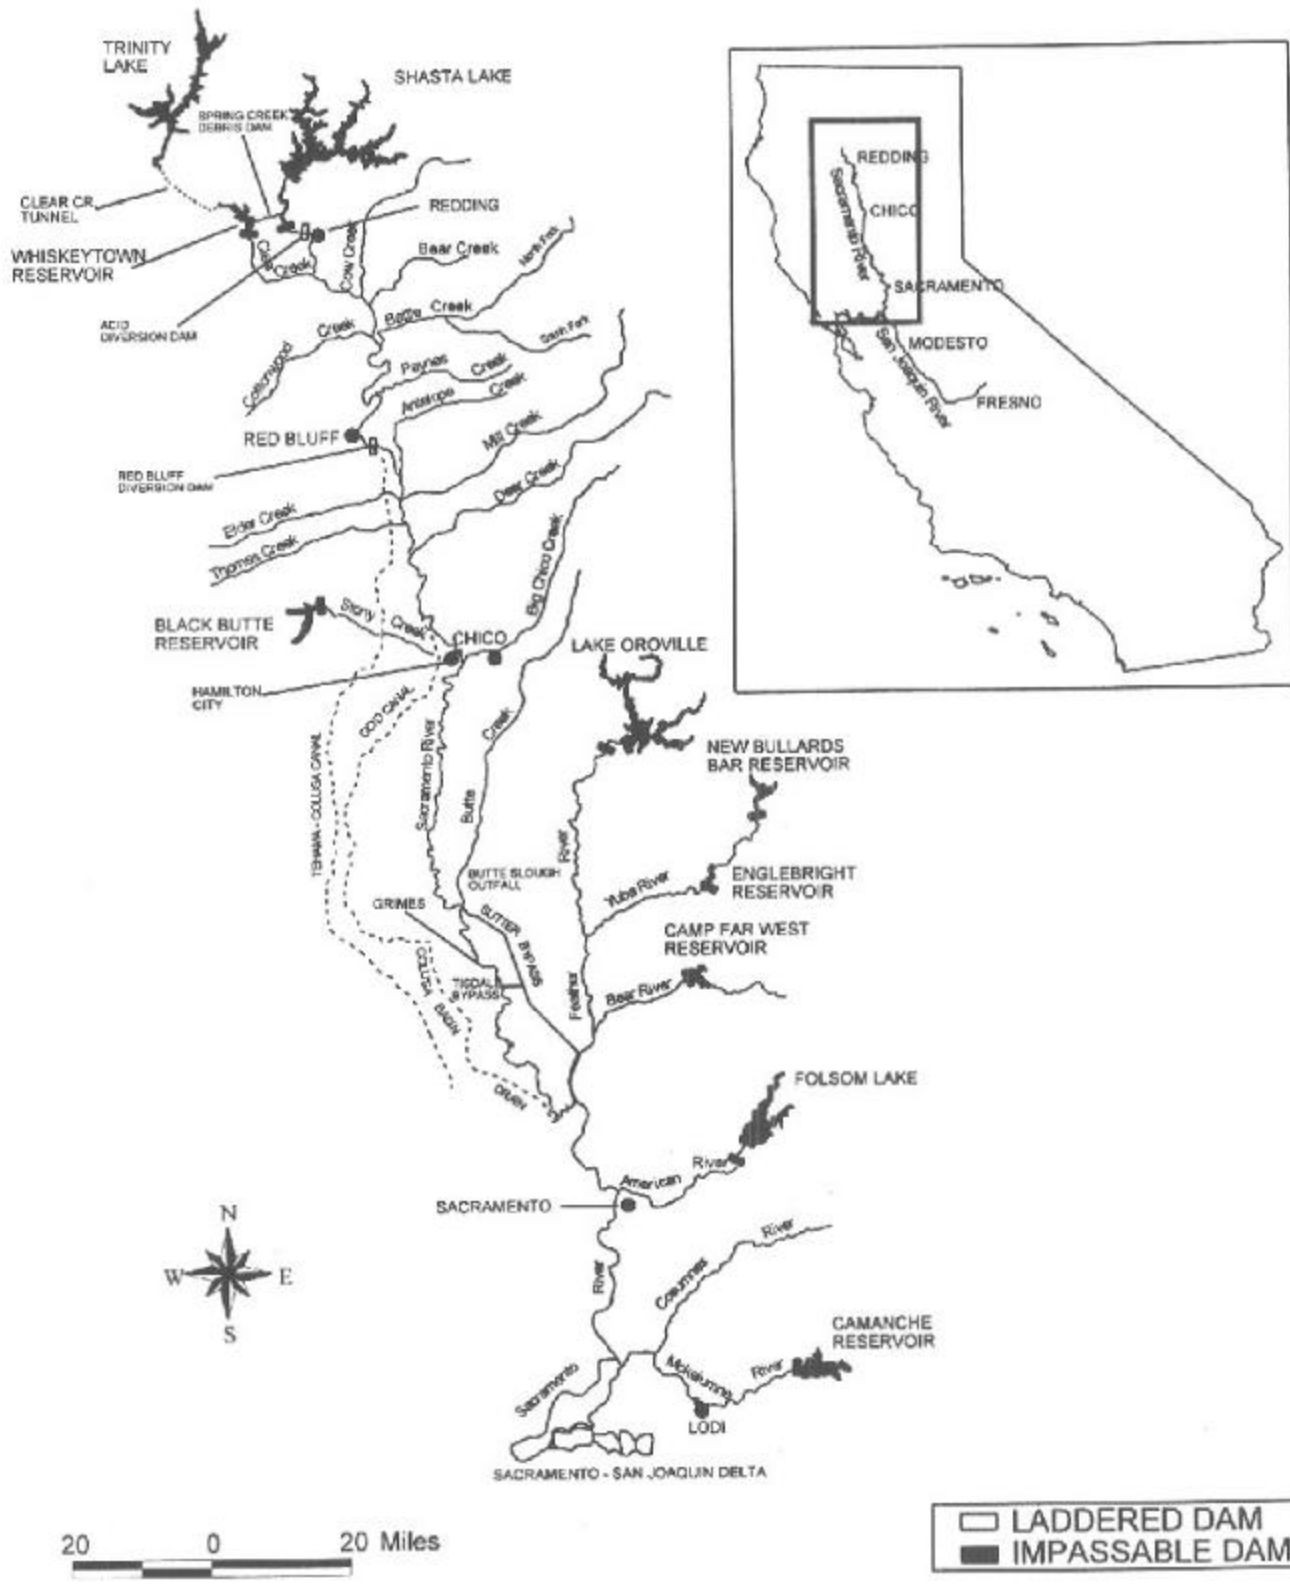 TRINITY
LAKE
SHASTA LAKE
SPRING CREEK
DEBRIS DAM
CLEAR CR.
TUNNEL
REDDING
WHISKEYTOWN
RESERVOIR
Clear
Creek
Cow Creek
Bear Creek
North Fork
ACID
DIVERSION DAM
Battle Creek
South Fork
Cottonwood Creek
Paynes Creek
Antelope Creek
Mill Creek
RED BLUFF
RED BLUFF
DIVERSION DAM
Deer Creek
Elder Creek
Thomes Creek
Big Chico Creek
BLACK BUTTE
RESERVOIR
Stony Creek
CHICO
HAMILTON
CITY
LAKE OROVILLE
GCID CANAL
TEHAMA - COLUSA CANAL
Sacramento River
Butte Creek
NEW BULLARDS
BAR RESERVOIR
BUTTE SLOUGH
OUTFALL
Feather River
Yuba River
ENGLEBRIGHT
RESERVOIR
GRIMES
SUTTER BYPASS
CAMP FAR WEST
RESERVOIR
TISDALE
BYPASS
COLUSA BASIN DRAIN
Bear River
FOLSOM LAKE
American River
SACRAMENTO
Sacramento River
Cosumnes River
CAMANCHE
RESERVOIR
Mokelumne River
LODI
SACRAMENTO - SAN JOAQUIN DELTA
N
W E
S
20 0 20 Miles
REDDING
Sacramento River
CHICO
SACRAMENTO
MODESTO
San Joaquin River
FRESNO
LADDERED DAM
IMPASSABLE DAM